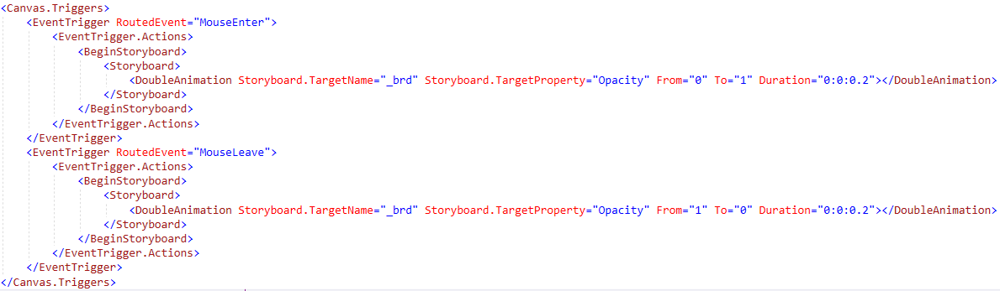 <Canvas.Triggers>
    <EventTrigger RoutedEvent="MouseEnter">
        <EventTrigger.Actions>
            <BeginStoryboard>
                <Storyboard>
                    <DoubleAnimation Storyboard.TargetName="_brd" Storyboard.TargetProperty="Opacity" From="0" To="1" Duration="0:0:0.2"></DoubleAnimation>
                </Storyboard>
            </BeginStoryboard>
        </EventTrigger.Actions>
    </EventTrigger>
    <EventTrigger RoutedEvent="MouseLeave">
        <EventTrigger.Actions>
            <BeginStoryboard>
                <Storyboard>
                    <DoubleAnimation Storyboard.TargetName="_brd" Storyboard.TargetProperty="Opacity" From="1" To="0" Duration="0:0:0.2"></DoubleAnimation>
                </Storyboard>
            </BeginStoryboard>
        </EventTrigger.Actions>
    </EventTrigger>
</Canvas.Triggers>